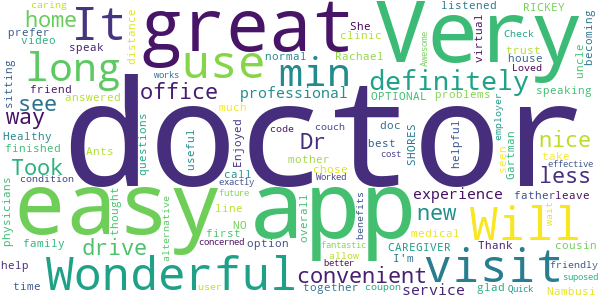 caring
home It great Very listened RICKEY
prefer distance She clinic virtual Check becoming
video
speak long use min trust house uncle
friend normal Rachael definitely Loved speaking
sitting see answered office professional OPTIONAL problems Awesome
way doctor works code couch doc
Healthy much Enjoyed Dr best SHORES helpful employer nice
finished Ants questions useful mother cost seen Gartman take effective
Took call chose Worked less
condition exactly
physicians easy app experience father leave
thought future benefits new Will wait
drive alternative line NO first overall medical
family concerned option CAREGIVER Thank cousin
help Wonderful fantastic I'm visit friendly
allow
better convenient glad Quick suposed
time user together coupon service Nambusi